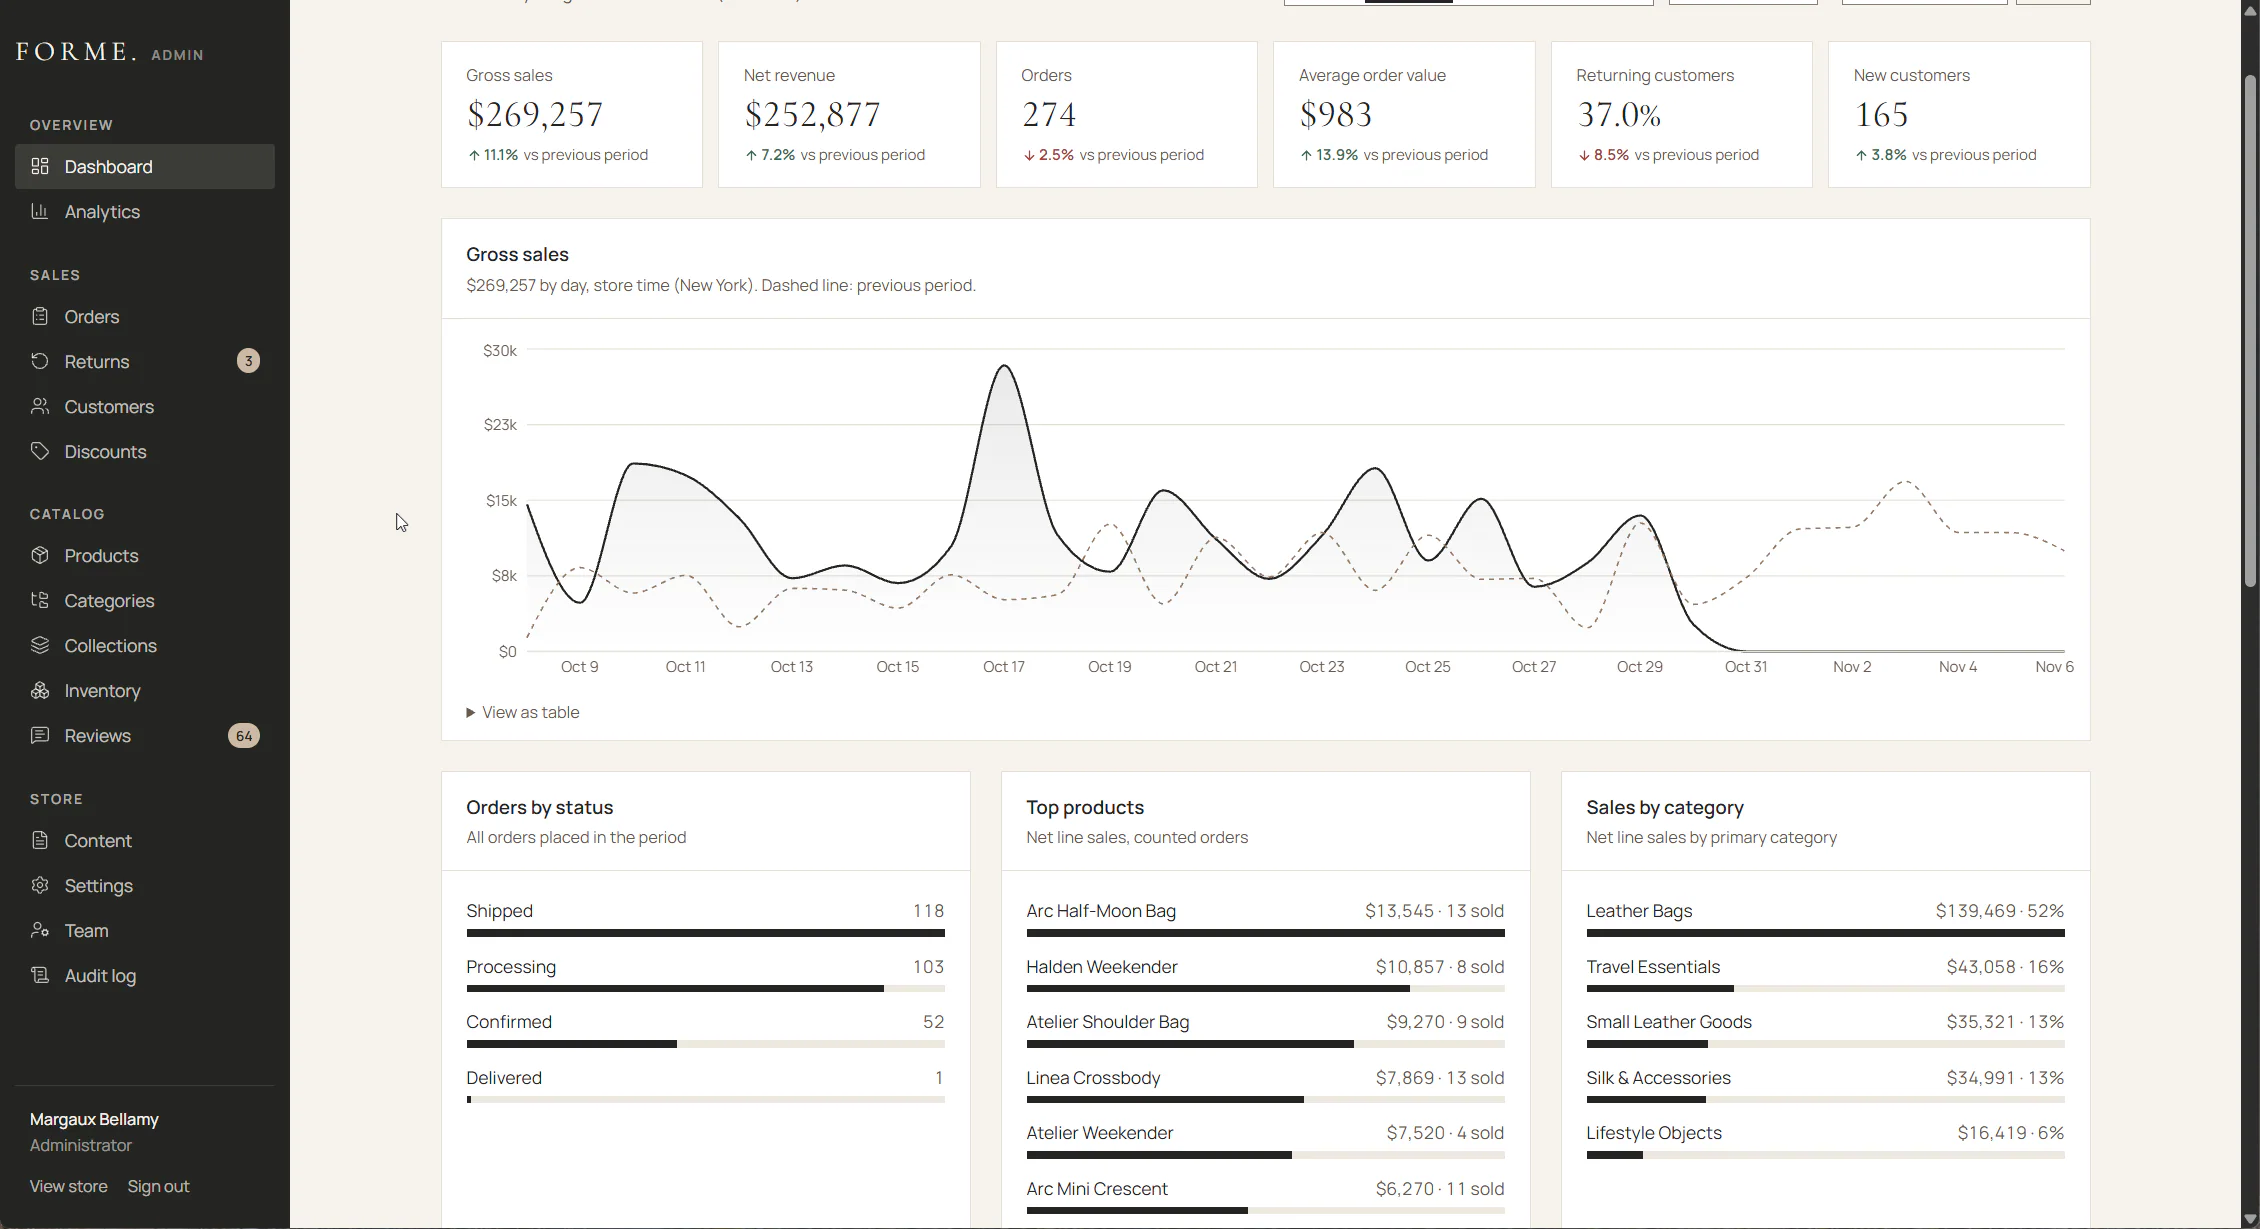 FORME. ADMIN
OVERVIEW
Dashboard
Analytics
SALES
Orders
Returns 3
Customers
Discounts
CATALOG
Products
Categories
Collections
Inventory
Reviews 64
STORE
Content
Settings
Team
Audit log
Margaux Bellamy
Administrator
View store Sign out
Gross sales
$269,257
↑ 11.1% vs previous period
Net revenue
$252,877
↑ 7.2% vs previous period
Orders
274
↓ 2.5% vs previous period
Average order value
$983
↑ 13.9% vs previous period
Returning customers
37.0%
↓ 8.5% vs previous period
New customers
165
↑ 3.8% vs previous period
Gross sales
$269,257 by day, store time (New York). Dashed line: previous period.
$30k
$23k
$15k
$8k
$0
Oct 9 Oct 11 Oct 13 Oct 15 Oct 17 Oct 19 Oct 21 Oct 23 Oct 25 Oct 27 Oct 29 Oct 31 Nov 2 Nov 4 Nov 6
View as table
Orders by status
All orders placed in the period
Shipped 118
Processing 103
Confirmed 52
Delivered 1
Top products
Net line sales, counted orders
Arc Half-Moon Bag $13,545 · 13 sold
Halden Weekender $10,857 · 8 sold
Atelier Shoulder Bag $9,270 · 9 sold
Linea Crossbody $7,869 · 13 sold
Atelier Weekender $7,520 · 4 sold
Arc Mini Crescent $6,270 · 11 sold
Sales by category
Net line sales by primary category
Leather Bags $139,469 · 52%
Travel Essentials $43,058 · 16%
Small Leather Goods $35,321 · 13%
Silk & Accessories $34,991 · 13%
Lifestyle Objects $16,419 · 6%